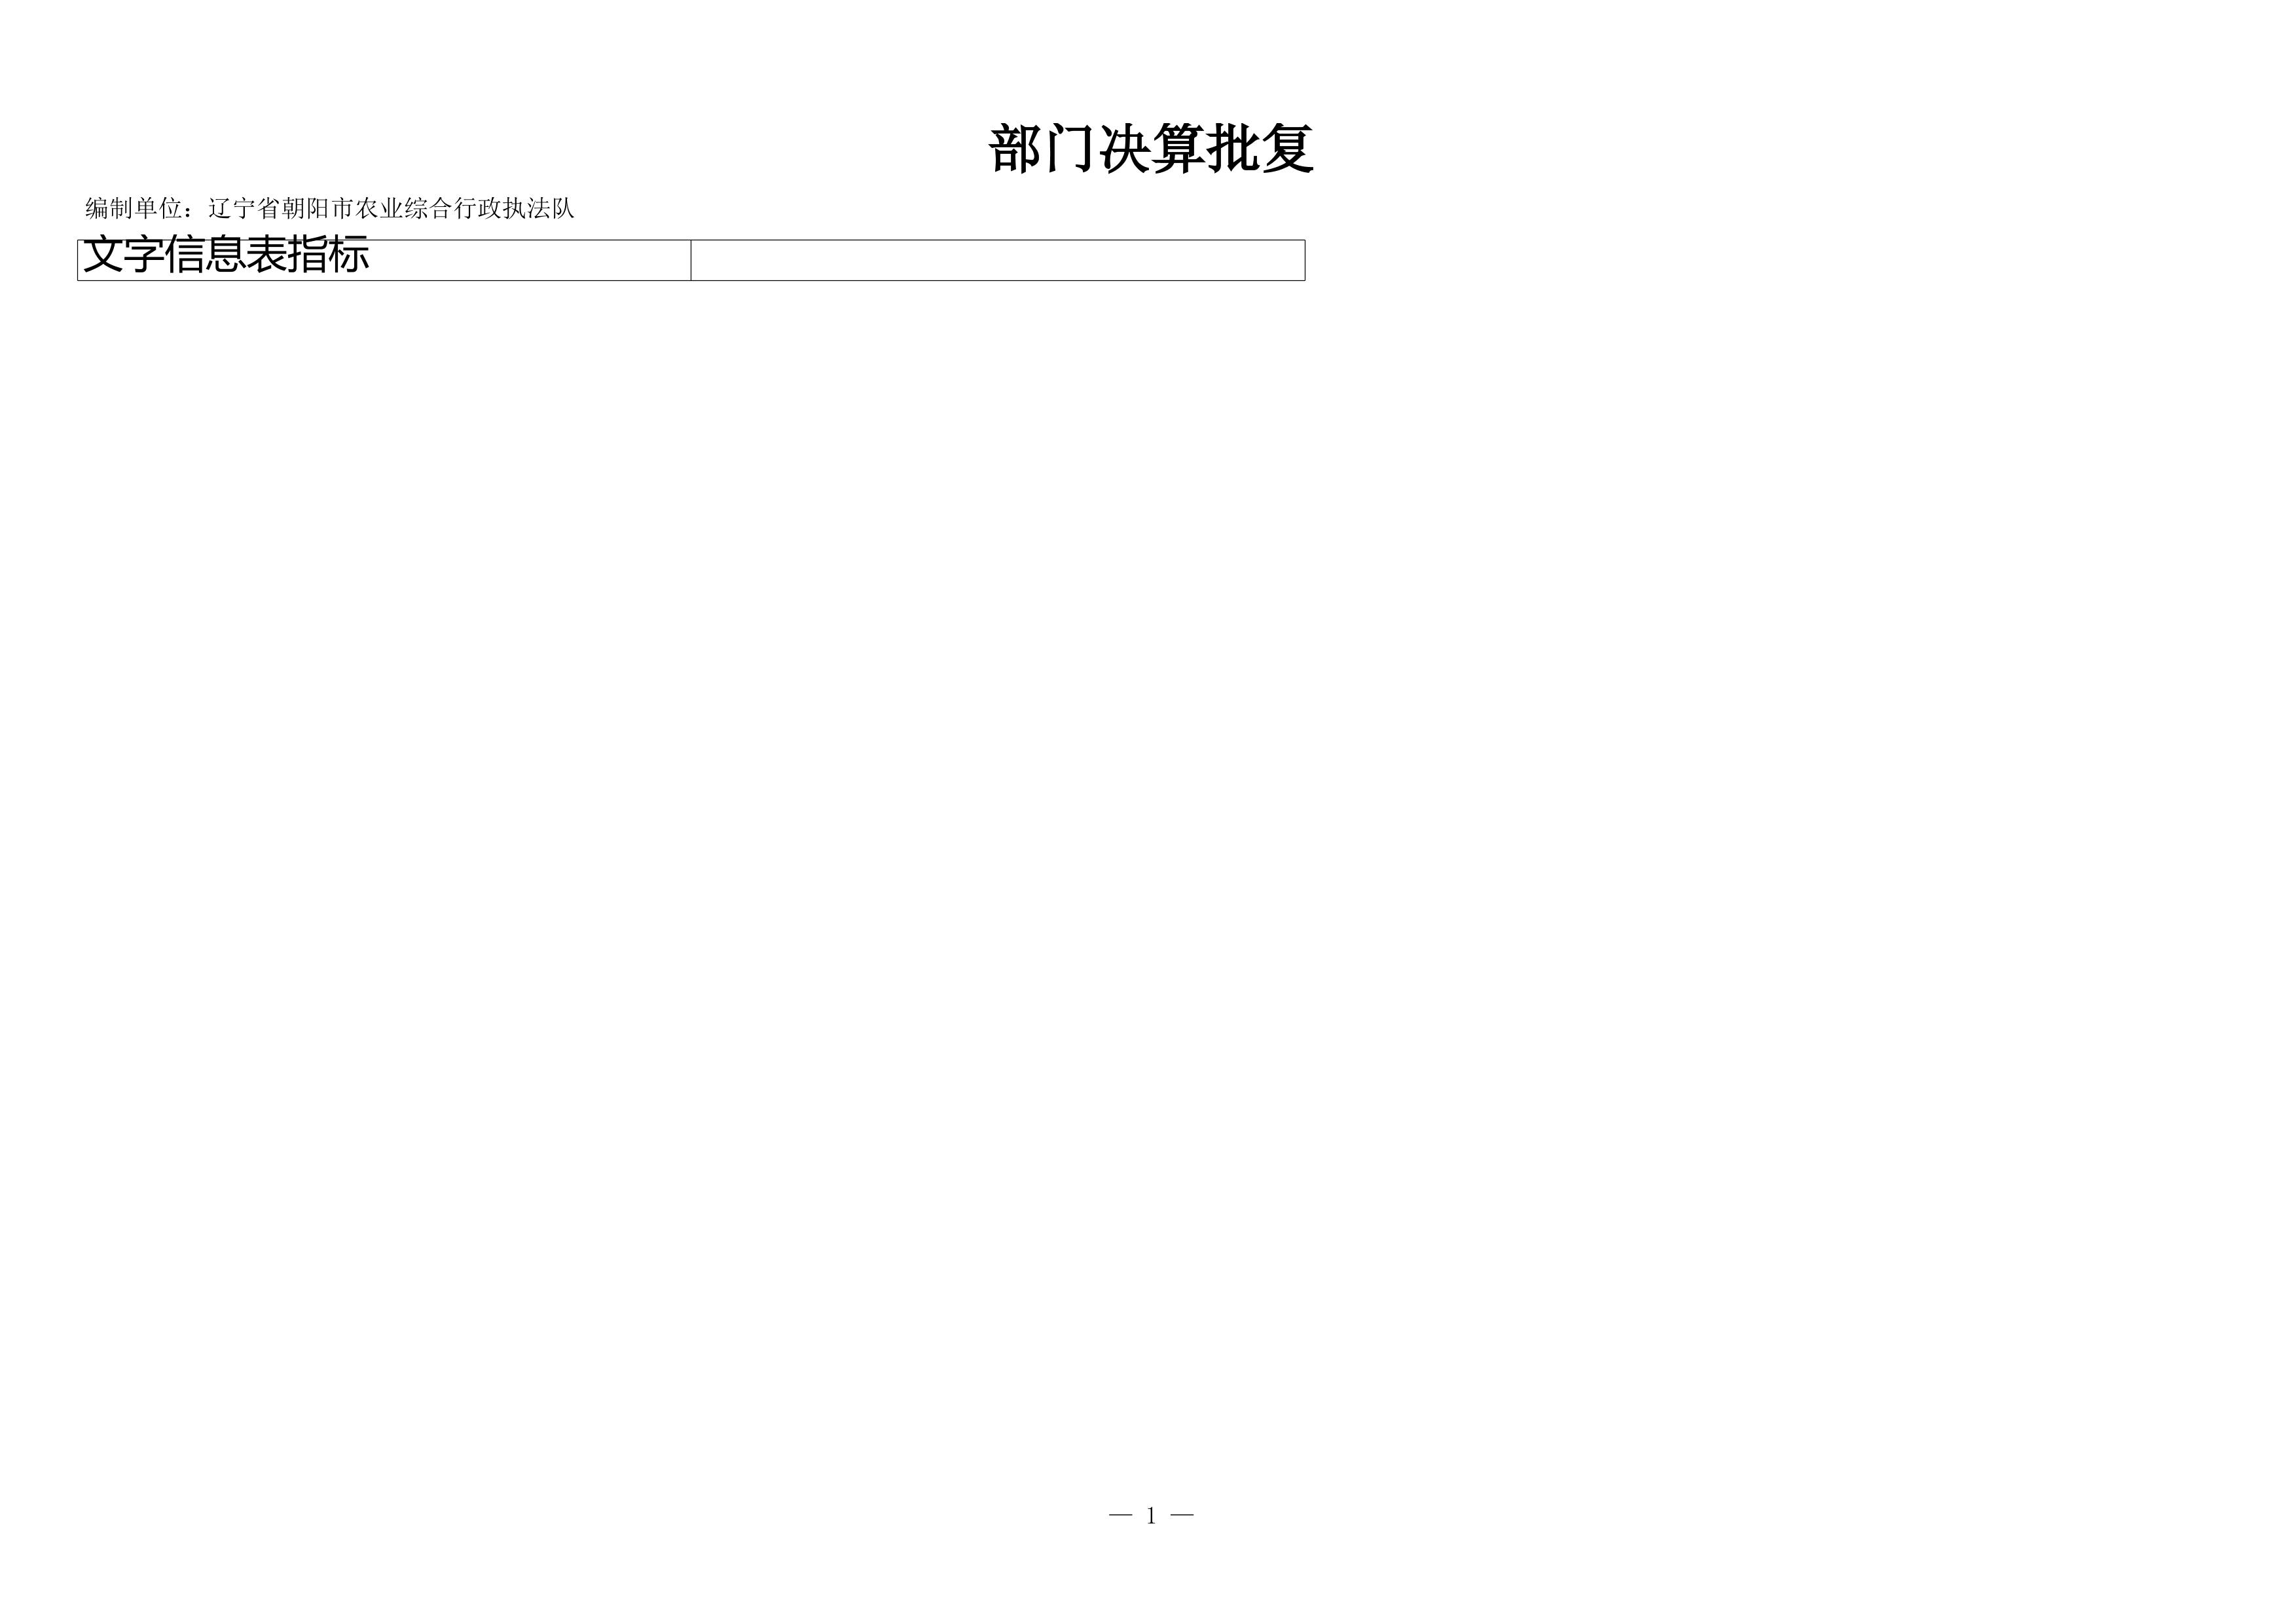 部门决算批复
编制单位：辽宁省朝阳市农业综合行政执法队
文字信息表指标
— 1 —